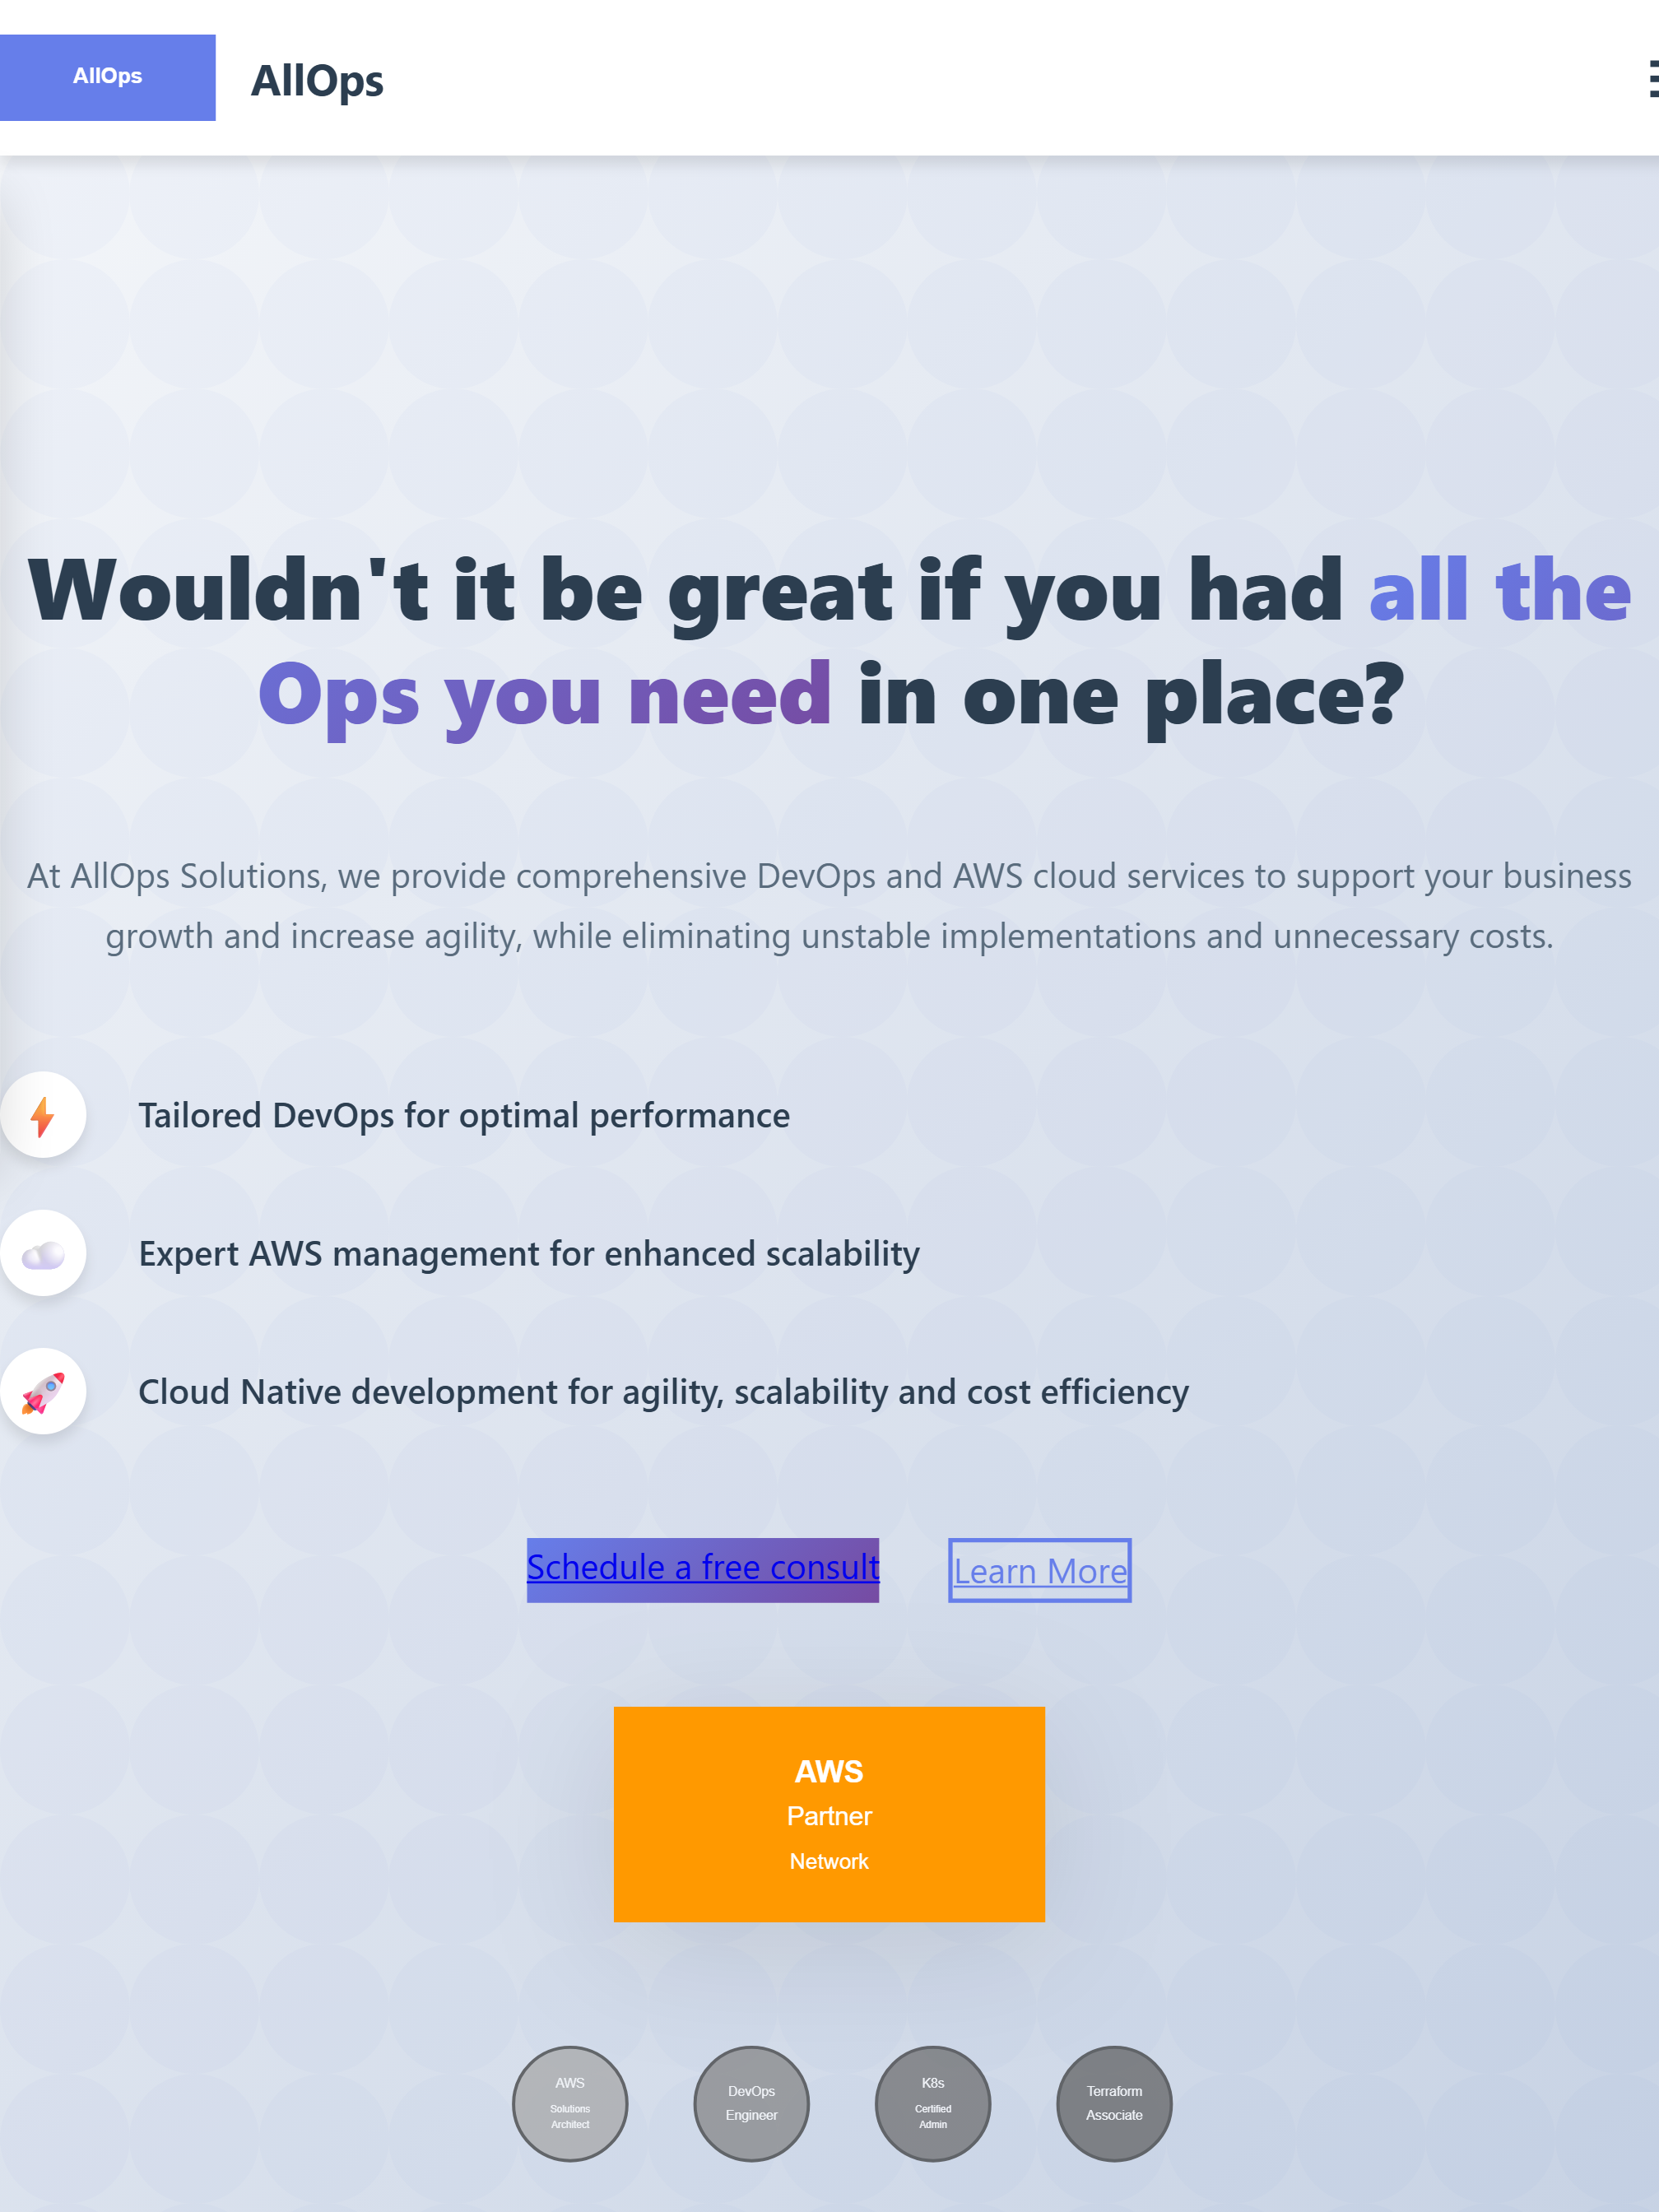 AllOps
AllOps
Wouldn't it be great if you had all the
Ops you need in one place?
At AllOps Solutions, we provide comprehensive DevOps and AWS cloud services to support your business
growth and increase agility, while eliminating unstable implementations and unnecessary costs.
Tailored DevOps for optimal performance
Expert AWS management for enhanced scalability
Cloud Native development for agility, scalability and cost efficiency
Schedule a free consult
Learn More
AWS
Partner
Network
AWS
Solutions
Architect
DevOps
Engineer
K8s
Certified
Admin
Terraform
Associate